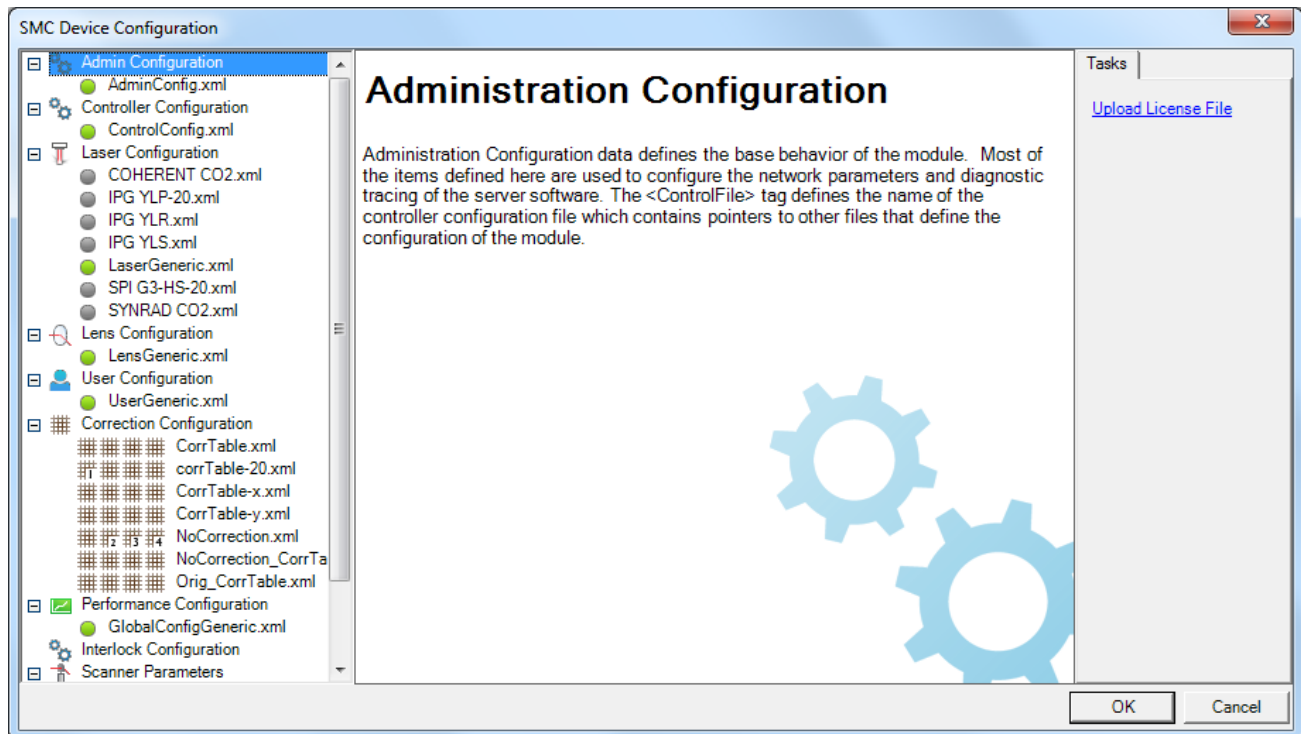 SMC Device Configuration
Admin Configuration
AdminConfig.xml
Controller Configuration
ControlConfig.xml
Laser Configuration
COHERENT CO2.xml
IPG YLP-20.xml
IPG YLR.xml
IPG YLS.xml
LaserGeneric.xml
SPI G3-HS-20.xml
SYNRAD CO2.xml
Lens Configuration
LensGeneric.xml
User Configuration
UserGeneric.xml
Correction Configuration
CorrTable.xml
1 corrTable-20.xml
CorrTable-x.xml
CorrTable-y.xml
2 3 4 NoCorrection.xml
NoCorrection_CorrTa
Orig_CorrTable.xml
Performance Configuration
GlobalConfigGeneric.xml
Interlock Configuration
Scanner Parameters
Administration Configuration
Administration Configuration data defines the base behavior of the module. Most of
the items defined here are used to configure the network parameters and diagnostic
tracing of the server software. The <ControlFile> tag defines the name of the
controller configuration file which contains pointers to other files that define the
configuration of the module.
Tasks
Upload License File
OK
Cancel